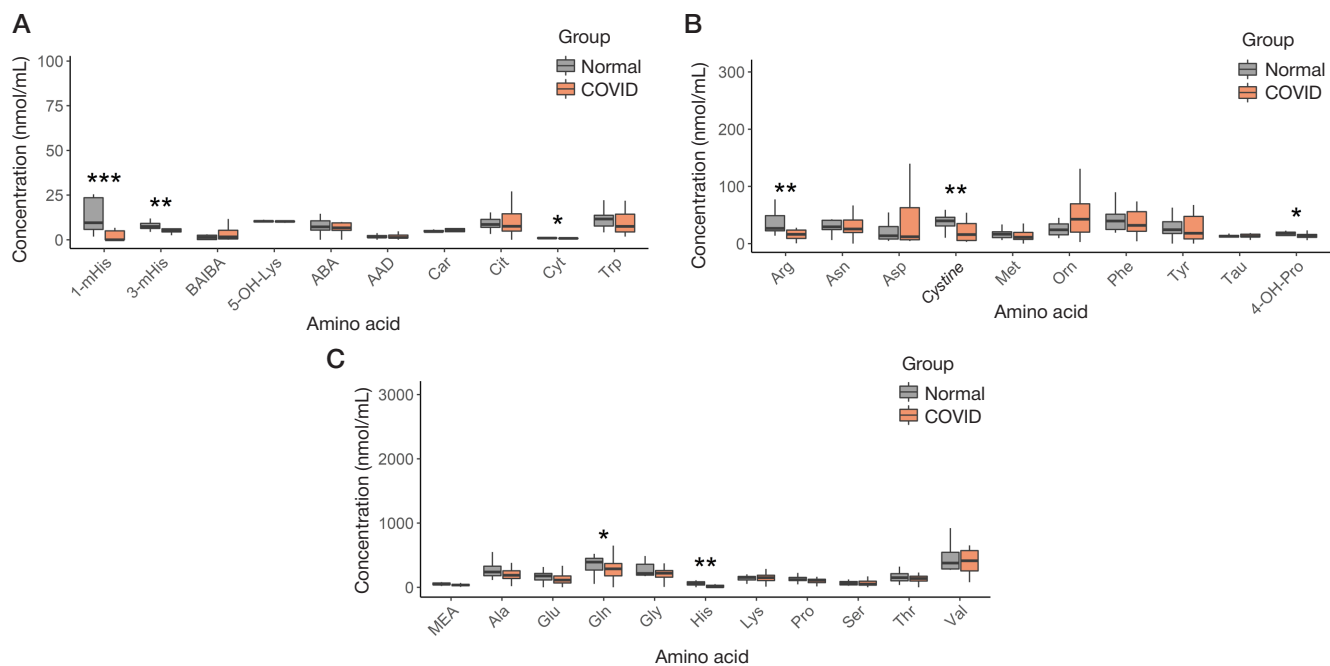 A
Group
Normal
COVID
Concentration (nmol/mL)
100
75
50
25
0
***
**
*
1-mHis
3-mHis
BAIBA
5-OH-Lys
ABA
AAD
Car
Cit
Cyt
Trp
Amino acid
B
Group
Normal
COVID
Concentration (nmol/mL)
300
200
100
0
**
**
*
Arg
Asn
Asp
Cystine
Met
Orn
Phe
Tyr
Tau
4-OH-Pro
Amino acid
C
Group
Normal
COVID
Concentration (nmol/mL)
3000
2000
1000
0
*
**
MEA
Ala
Glu
Gln
Gly
His
Lys
Pro
Ser
Thr
Val
Amino acid